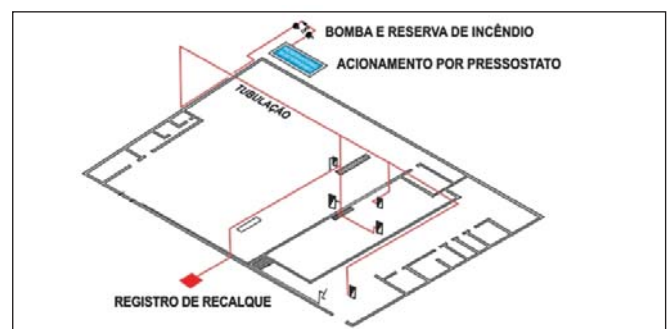 BOMBA E RESERVA DE INCÊNDIO
ACIONAMENTO POR PRESSOSTATO
TUBULAÇÃO
REGISTRO DE RECALQUE